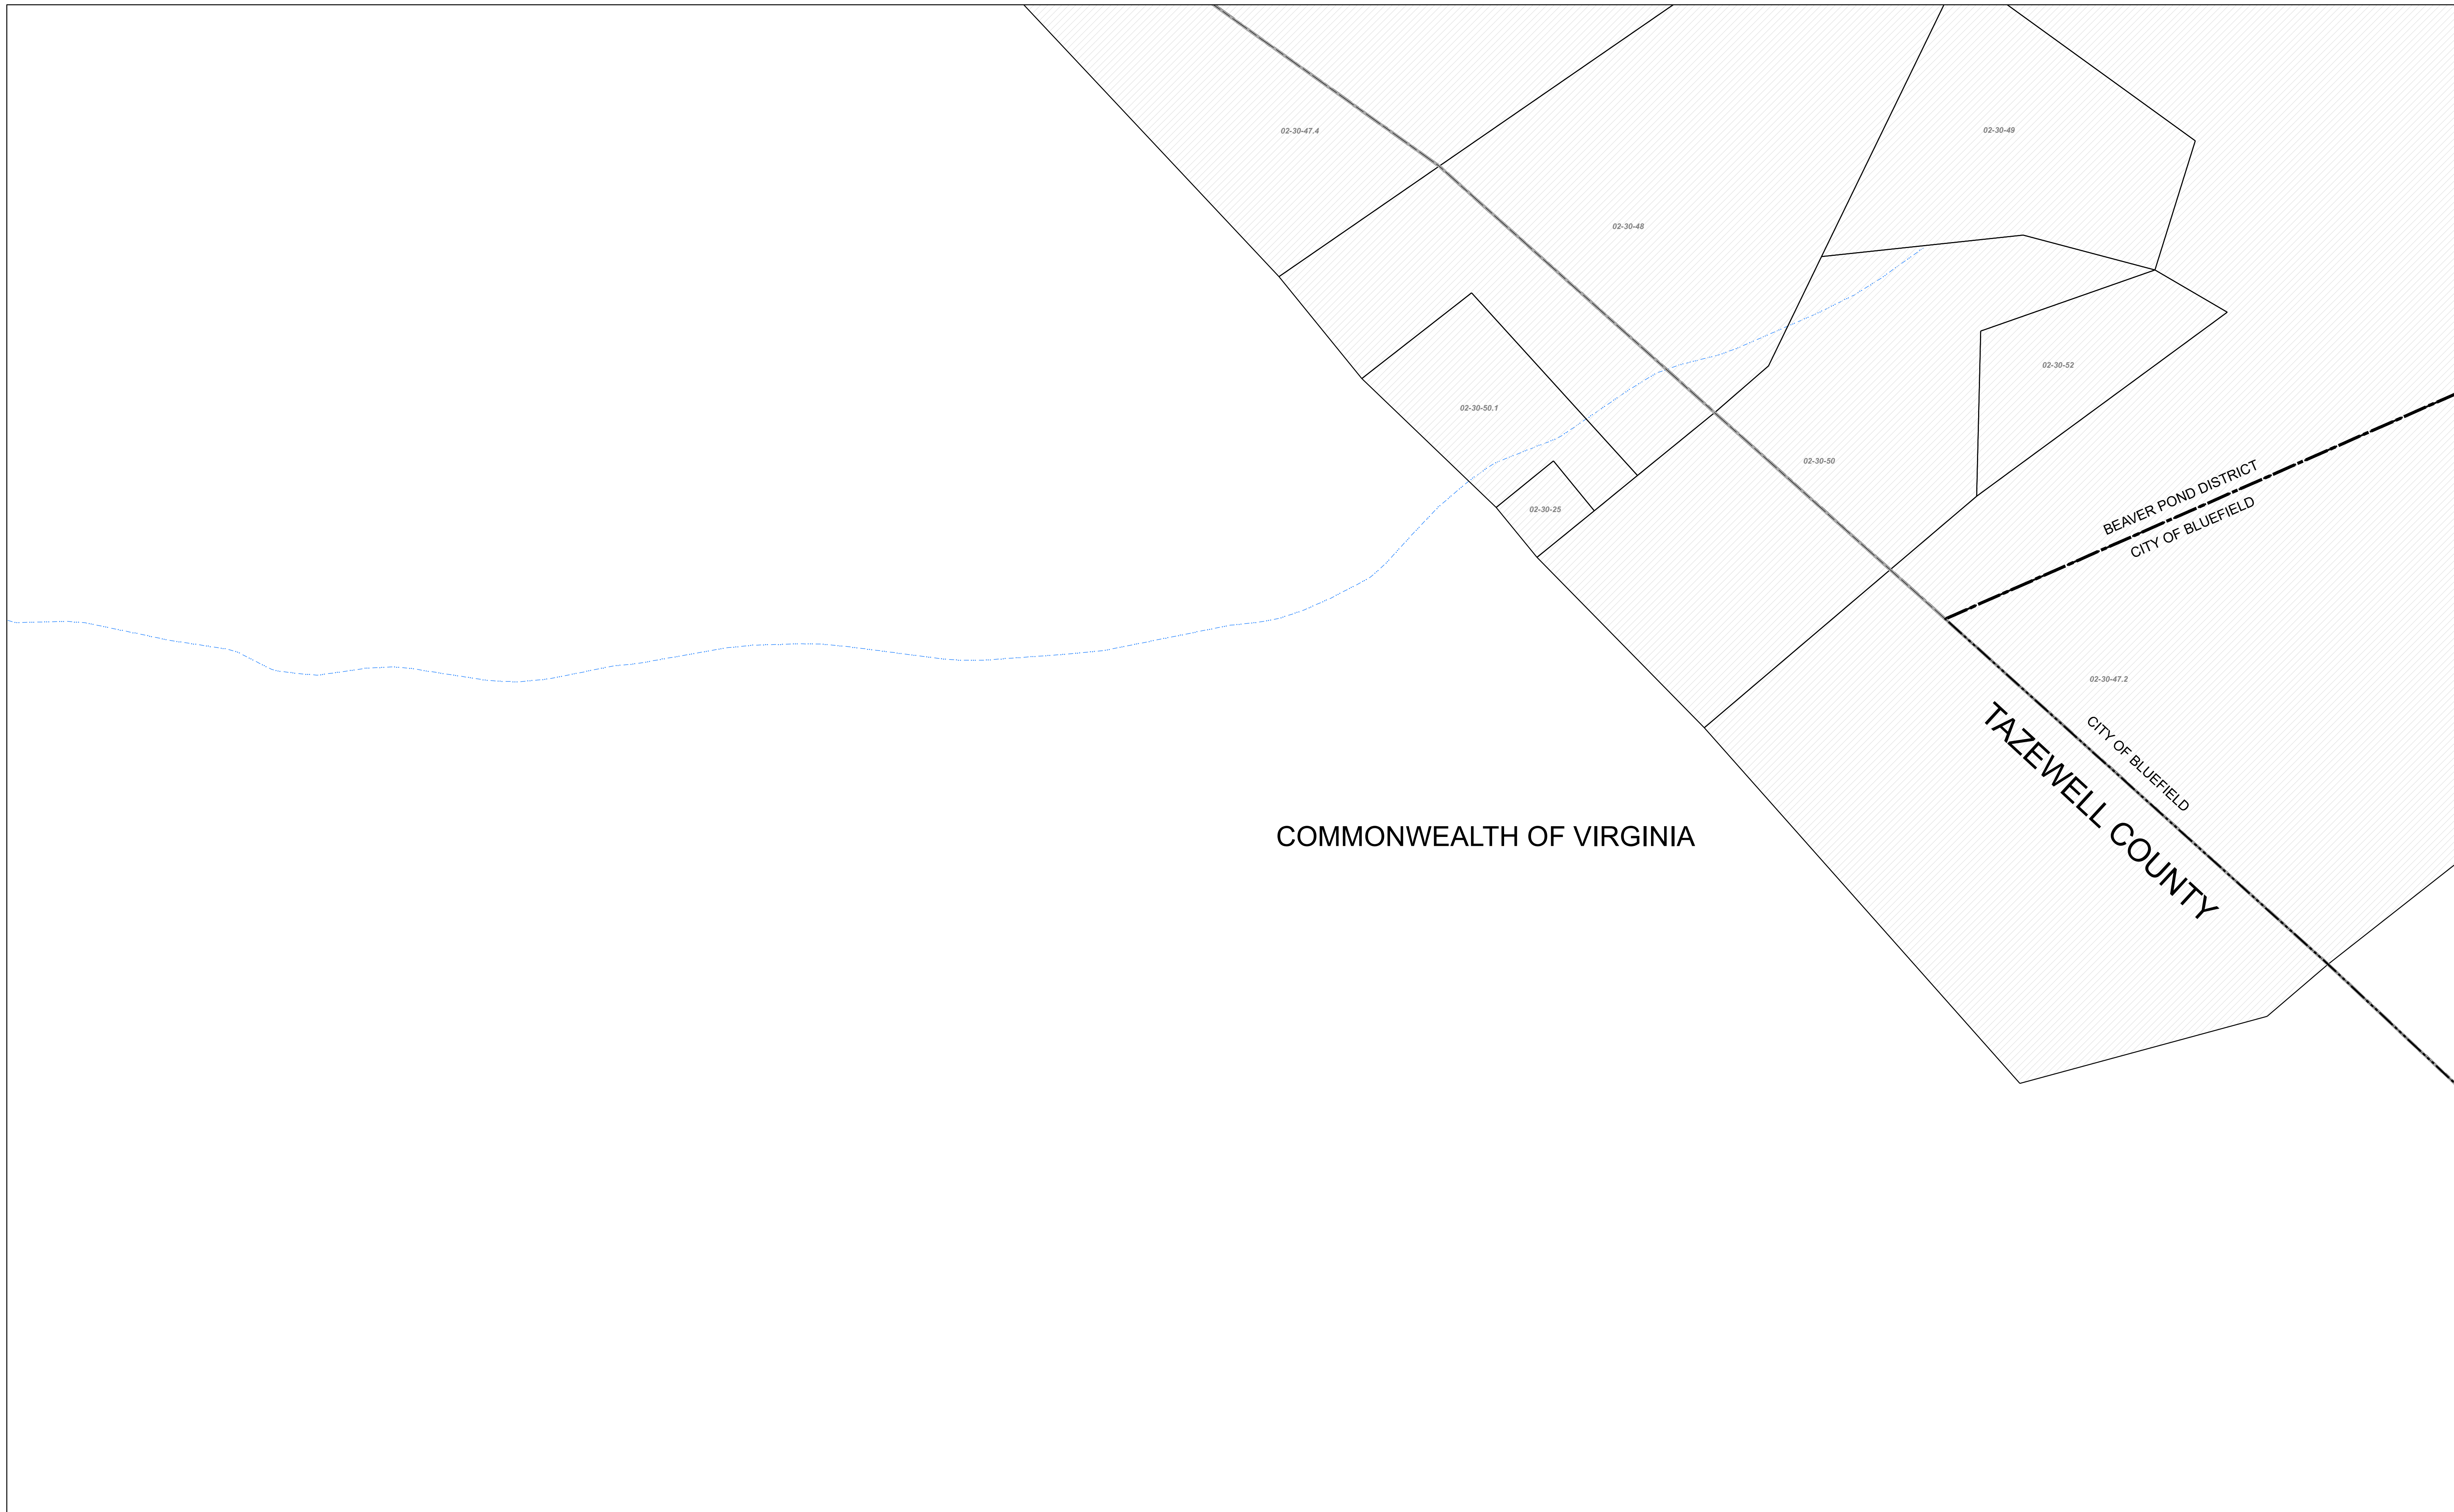 02-30-47.4
02-30-49
02-30-48
02-30-52
02-30-50.1
02-30-50
BEAVER POND DISTRICT
CITY OF BLUEFIELD
02-30-25
02-30-47.2
TAZEWELL COUNTY
CITY OF BLUEFIELD
COMMONWEALTH OF VIRGINIA